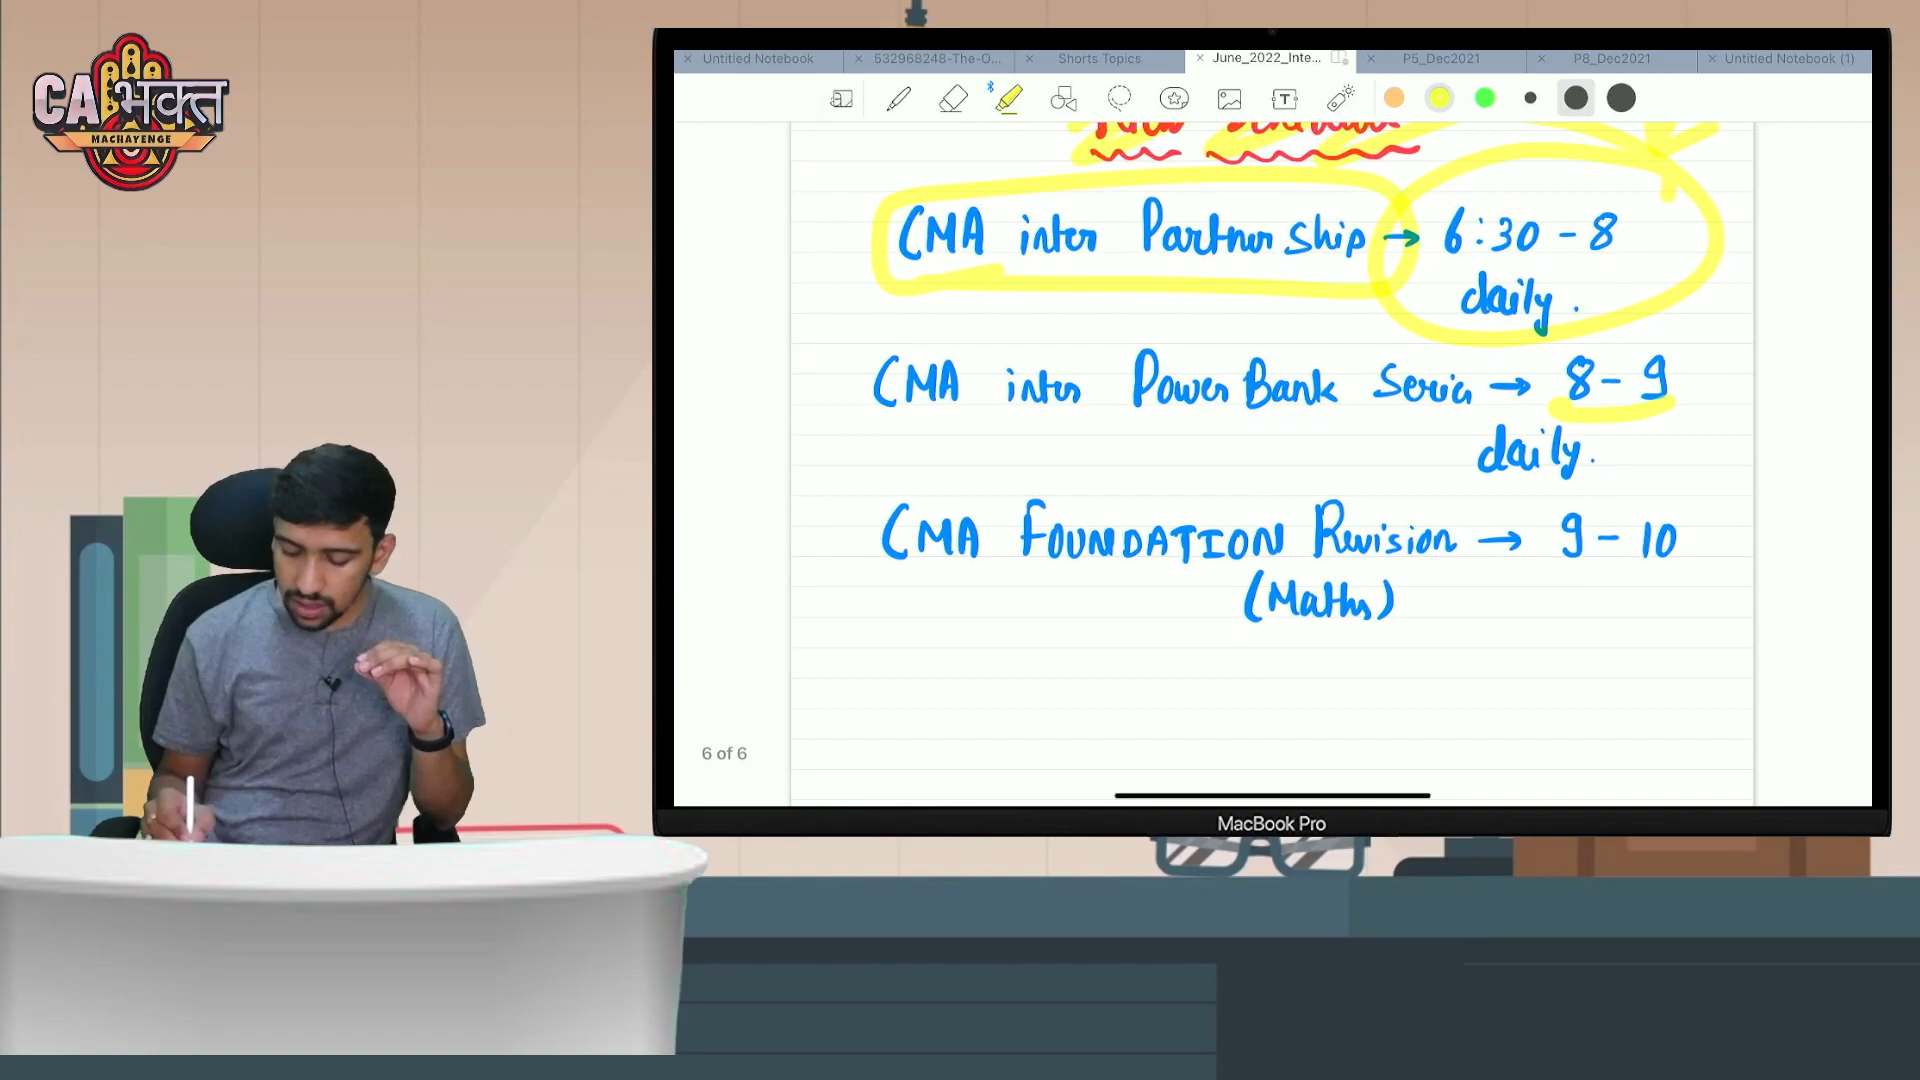 CA भक्त
MACHAYENGE
Untitled Notebook
532968248-The-O...
Shorts Topics
June_2022_Inte...
P5_Dec2021
P8_Dec2021
Untitled Notebook (1)
CMA inter Partnership → 6:30 - 8
daily.
CMA inter Power Bank Series → 8 - 9
daily.
CMA FOUNDATION Revision → 9 - 10
(Maths)
6 of 6
MacBook Pro